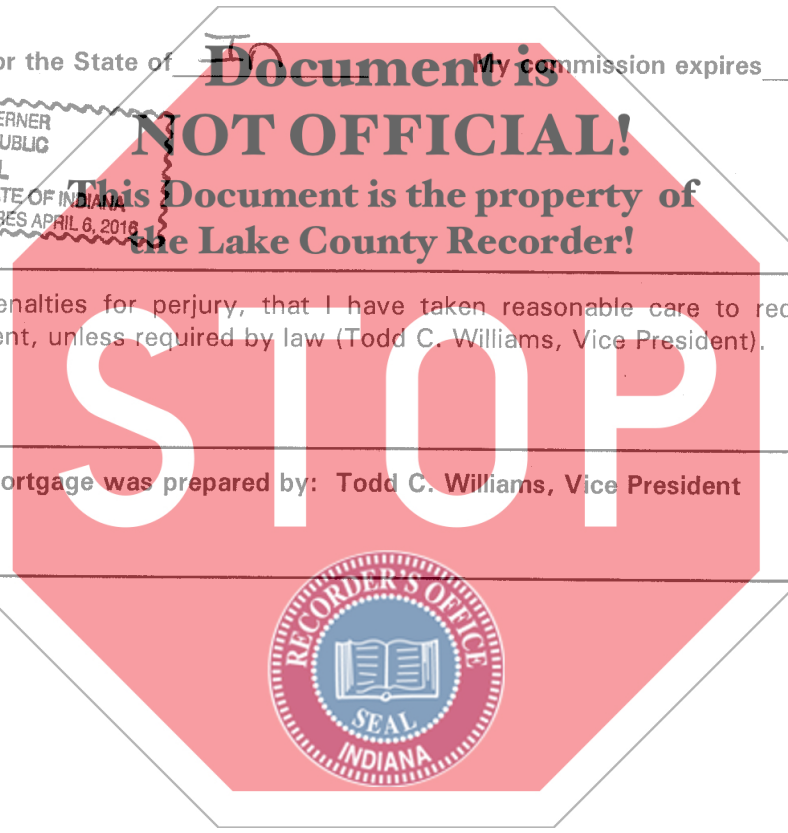 or the State of In My commission expires
Document is
NOT OFFICIAL!
This Document is the property of
the Lake County Recorder!
ERNER
UBLIC
L
TE OF INDIANA
RES APRIL 6, 2016
enalties for perjury, that I have taken reasonable care to red
ent, unless required by law (Todd C. Williams, Vice President).
STOP
ortgage was prepared by: Todd C. Williams, Vice President
RECORDER'S OFFICE
SEAL
INDIANA